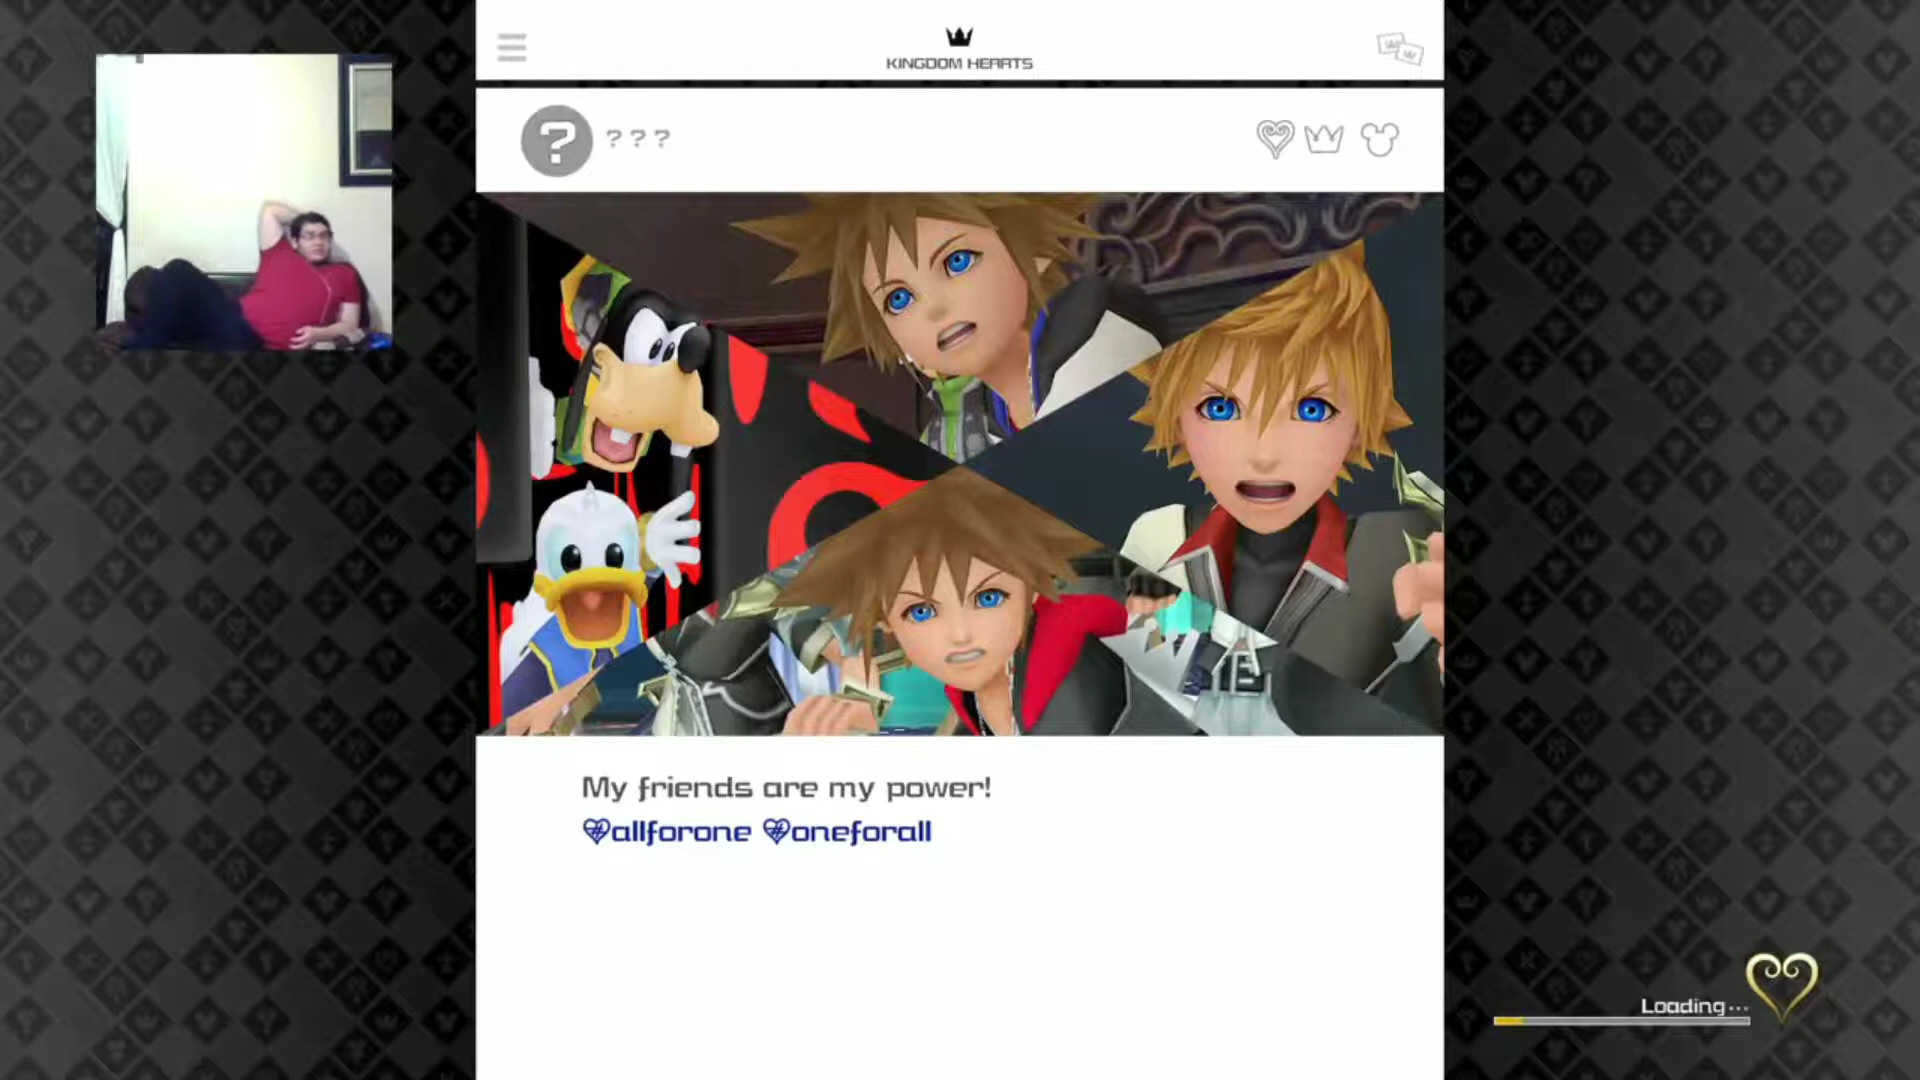 KINGDOM HEARTS
? ? ? ?
My friends are my power!
#allforone #oneforall
Loading...